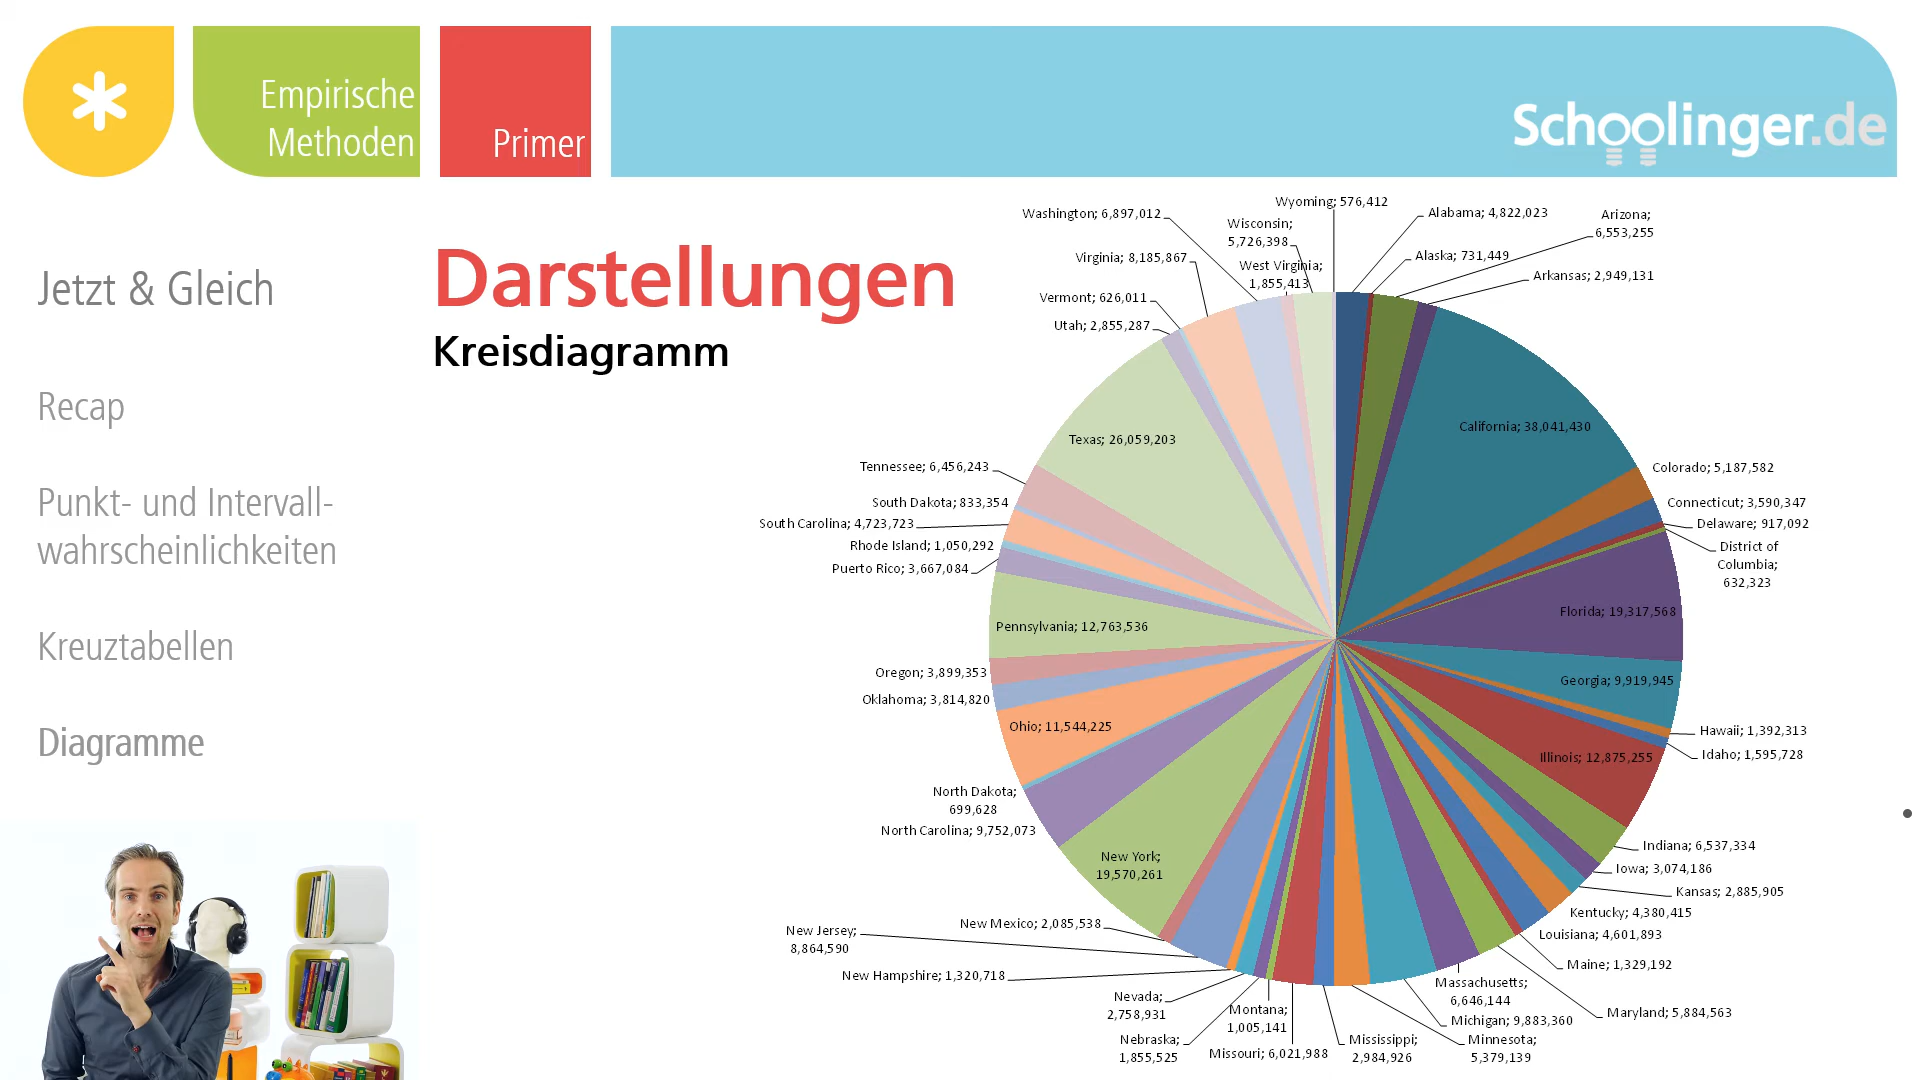 *
Empirische
Methoden
Primer
Schoolinger.de
Jetzt & Gleich
Recap
Punkt- und Intervall-
wahrscheinlichkeiten
Kreuztabellen
Diagramme
Darstellungen
Kreisdiagramm
Wyoming; 576,412
Alabama; 4,822,023
Alaska; 731,449
Arizona;
6,553,255
Arkansas; 2,949,131
California; 38,041,430
Colorado; 5,187,582
Connecticut; 3,590,347
Delaware; 917,092
District of
Columbia;
632,323
Florida; 19,317,568
Georgia; 9,919,945
Hawaii; 1,392,313
Idaho; 1,595,728
Illinois; 12,875,255
Indiana; 6,537,334
Iowa; 3,074,186
Kansas; 2,885,905
Kentucky; 4,380,415
Louisiana; 4,601,893
Maine; 1,329,192
Maryland; 5,884,563
Massachusetts;
6,646,144
Michigan; 9,883,360
Minnesota;
5,379,139
Mississippi;
2,984,926
Missouri; 6,021,988
Montana;
1,005,141
Nebraska;
1,855,525
Nevada;
2,758,931
New Hampshire; 1,320,718
New Jersey;
8,864,590
New Mexico; 2,085,538
New York;
19,570,261
North Carolina; 9,752,073
North Dakota;
699,628
Ohio; 11,544,225
Oklahoma; 3,814,820
Oregon; 3,899,353
Pennsylvania; 12,763,536
Puerto Rico; 3,667,084
Rhode Island; 1,050,292
South Carolina; 4,723,723
South Dakota; 833,354
Tennessee; 6,456,243
Texas; 26,059,203
Utah; 2,855,287
Vermont; 626,011
Virginia; 8,185,867
Washington; 6,897,012
West Virginia;
1,855,413
Wisconsin;
5,726,398